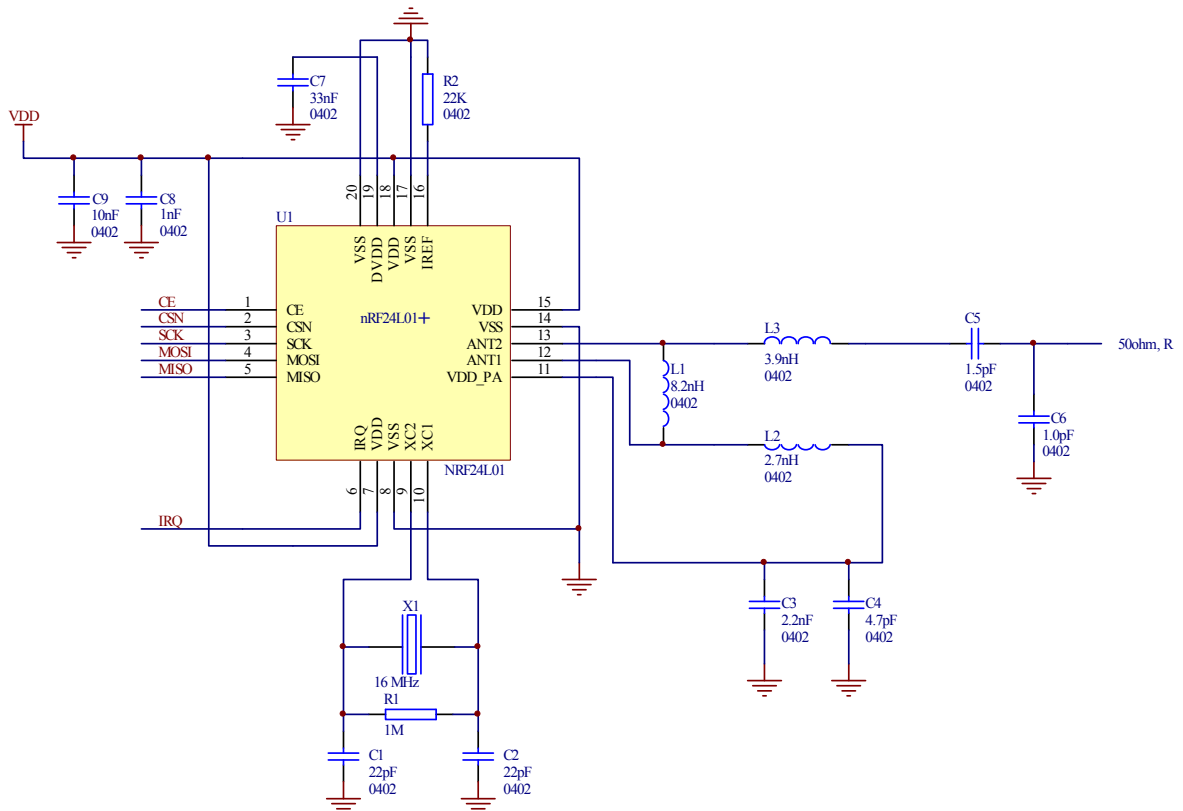 C7
33nF
0402
R2
22K
0402
VDD
C9
10nF
0402
C8
1nF
0402
20
19
18
17
16
U1
VSS
DVDD
VDD
VSS
IREF
nRF24L01+
CE 1 CE
CSN 2 CSN
SCK 3 SCK
MOSI 4 MOSI
MISO 5 MISO
VDD 15
VSS 14
ANT2 13
ANT1 12
VDD_PA 11
IRQ
VDD
VSS
XC2
XC1
NRF24L01
6
7
8
9
10
IRQ
L3
3.9nH
0402
C5
1.5pF
0402
50ohm, R
L1
8.2nH
0402
C6
1.0pF
0402
L2
2.7nH
0402
C3
2.2nF
0402
C4
4.7pF
0402
X1
16 MHz
R1
1M
C1
22pF
0402
C2
22pF
0402